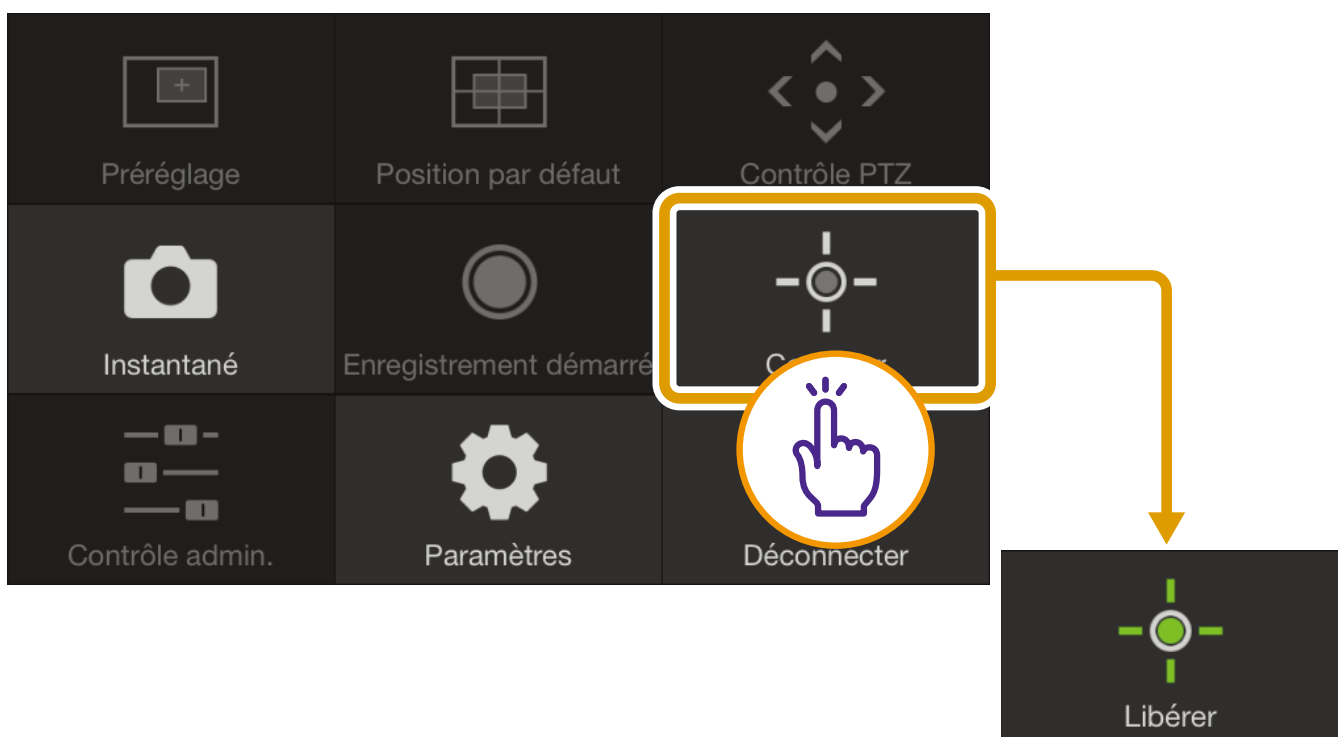 Préréglage
Position par défaut
Contrôle PTZ
Instantané
Enregistrement démarré
Contrôle admin.
Paramètres
Déconnecter
Libérer